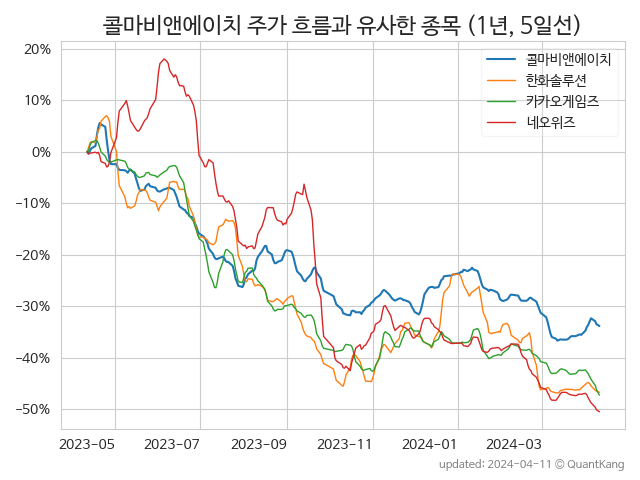 콜마비앤에이치 주가 흐름과 유사한 종목 (1년, 5일선)
콜마비앤에이치
한화솔루션
카카오게임즈
네오위즈
20%
10%
0%
−10%
−20%
−30%
−40%
−50%
2023-05 2023-07 2023-09 2023-11 2024-01 2024-03
updated: 2024-04-11 © QuantKang